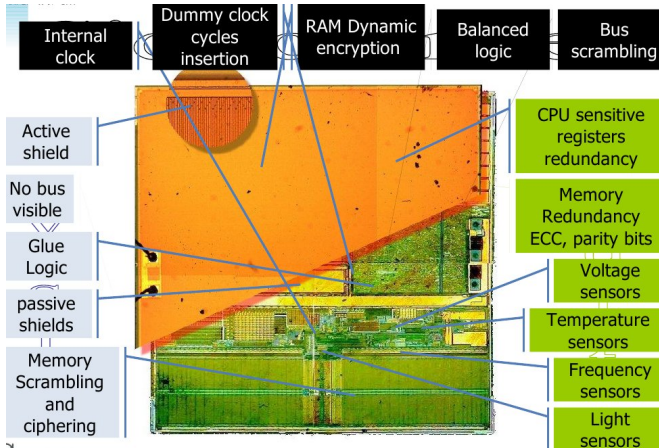 Internal
clock
Dummy clock
cycles
insertion
RAM Dynamic
encryption
Balanced
logic
Bus
scrambling
Active
shield
No bus
visible
Glue
Logic
passive
shields
Memory
Scrambling
and
ciphering
CPU sensitive
registers
redundancy
Memory
Redundancy
ECC, parity bits
Voltage
sensors
Temperature
sensors
Frequency
sensors
Light
sensors